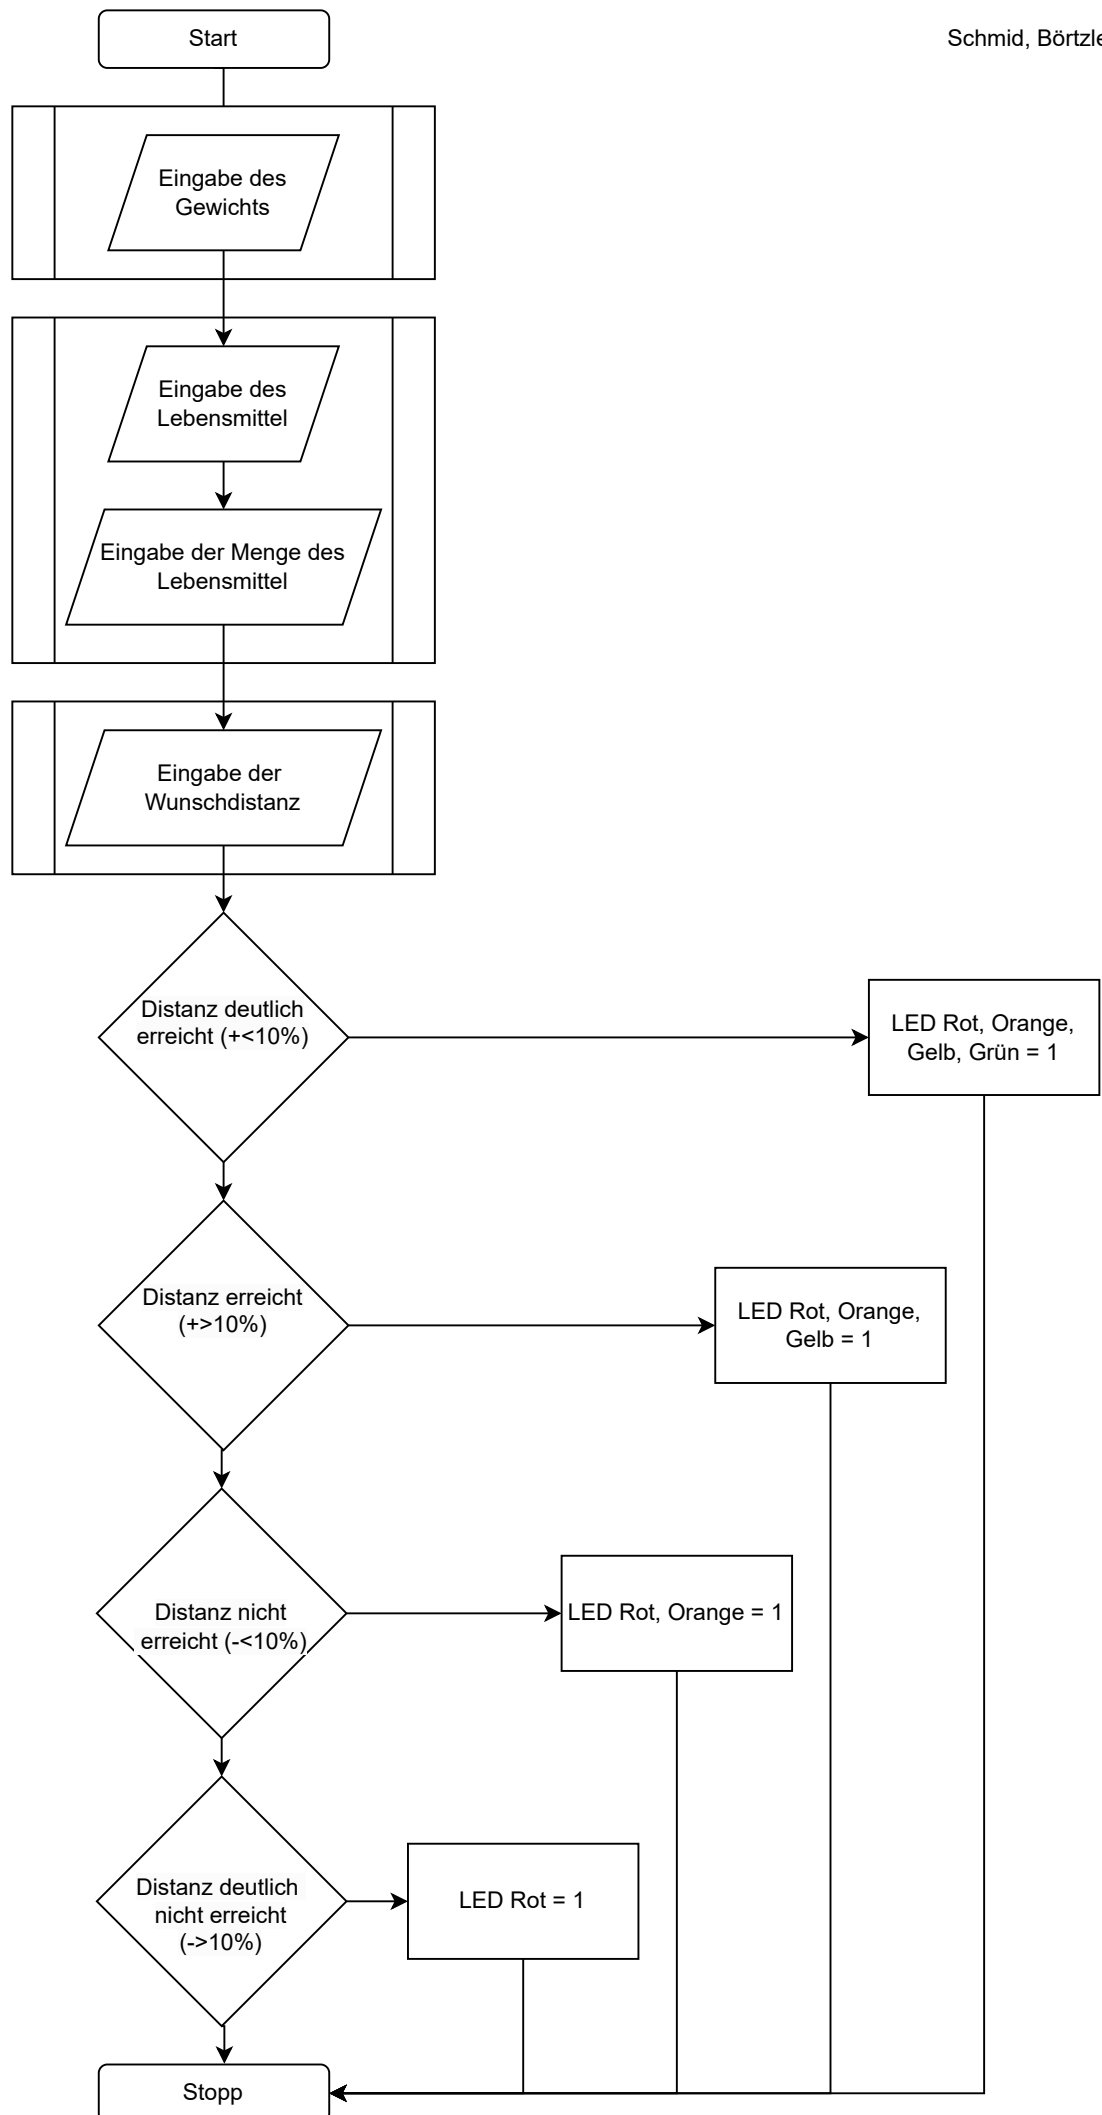 Start
Schmid,
Eingabe des
Gewichts
Eingabe des
Lebensmittel
Eingabe der Menge des
Lebensmittel
Eingabe der
Wunschdistanz
Distanz deutlich
erreicht (+<10%)
LED Rot, Orange,
Gelb, Grün = 1
Distanz erreicht
(+>10%)
LED Rot, Orange,
Gelb = 1
Distanz nicht
erreicht (-<10%)
LED Rot, Orange = 1
Distanz deutlich
nicht erreicht
(->10%)
LED Rot = 1
Stopp